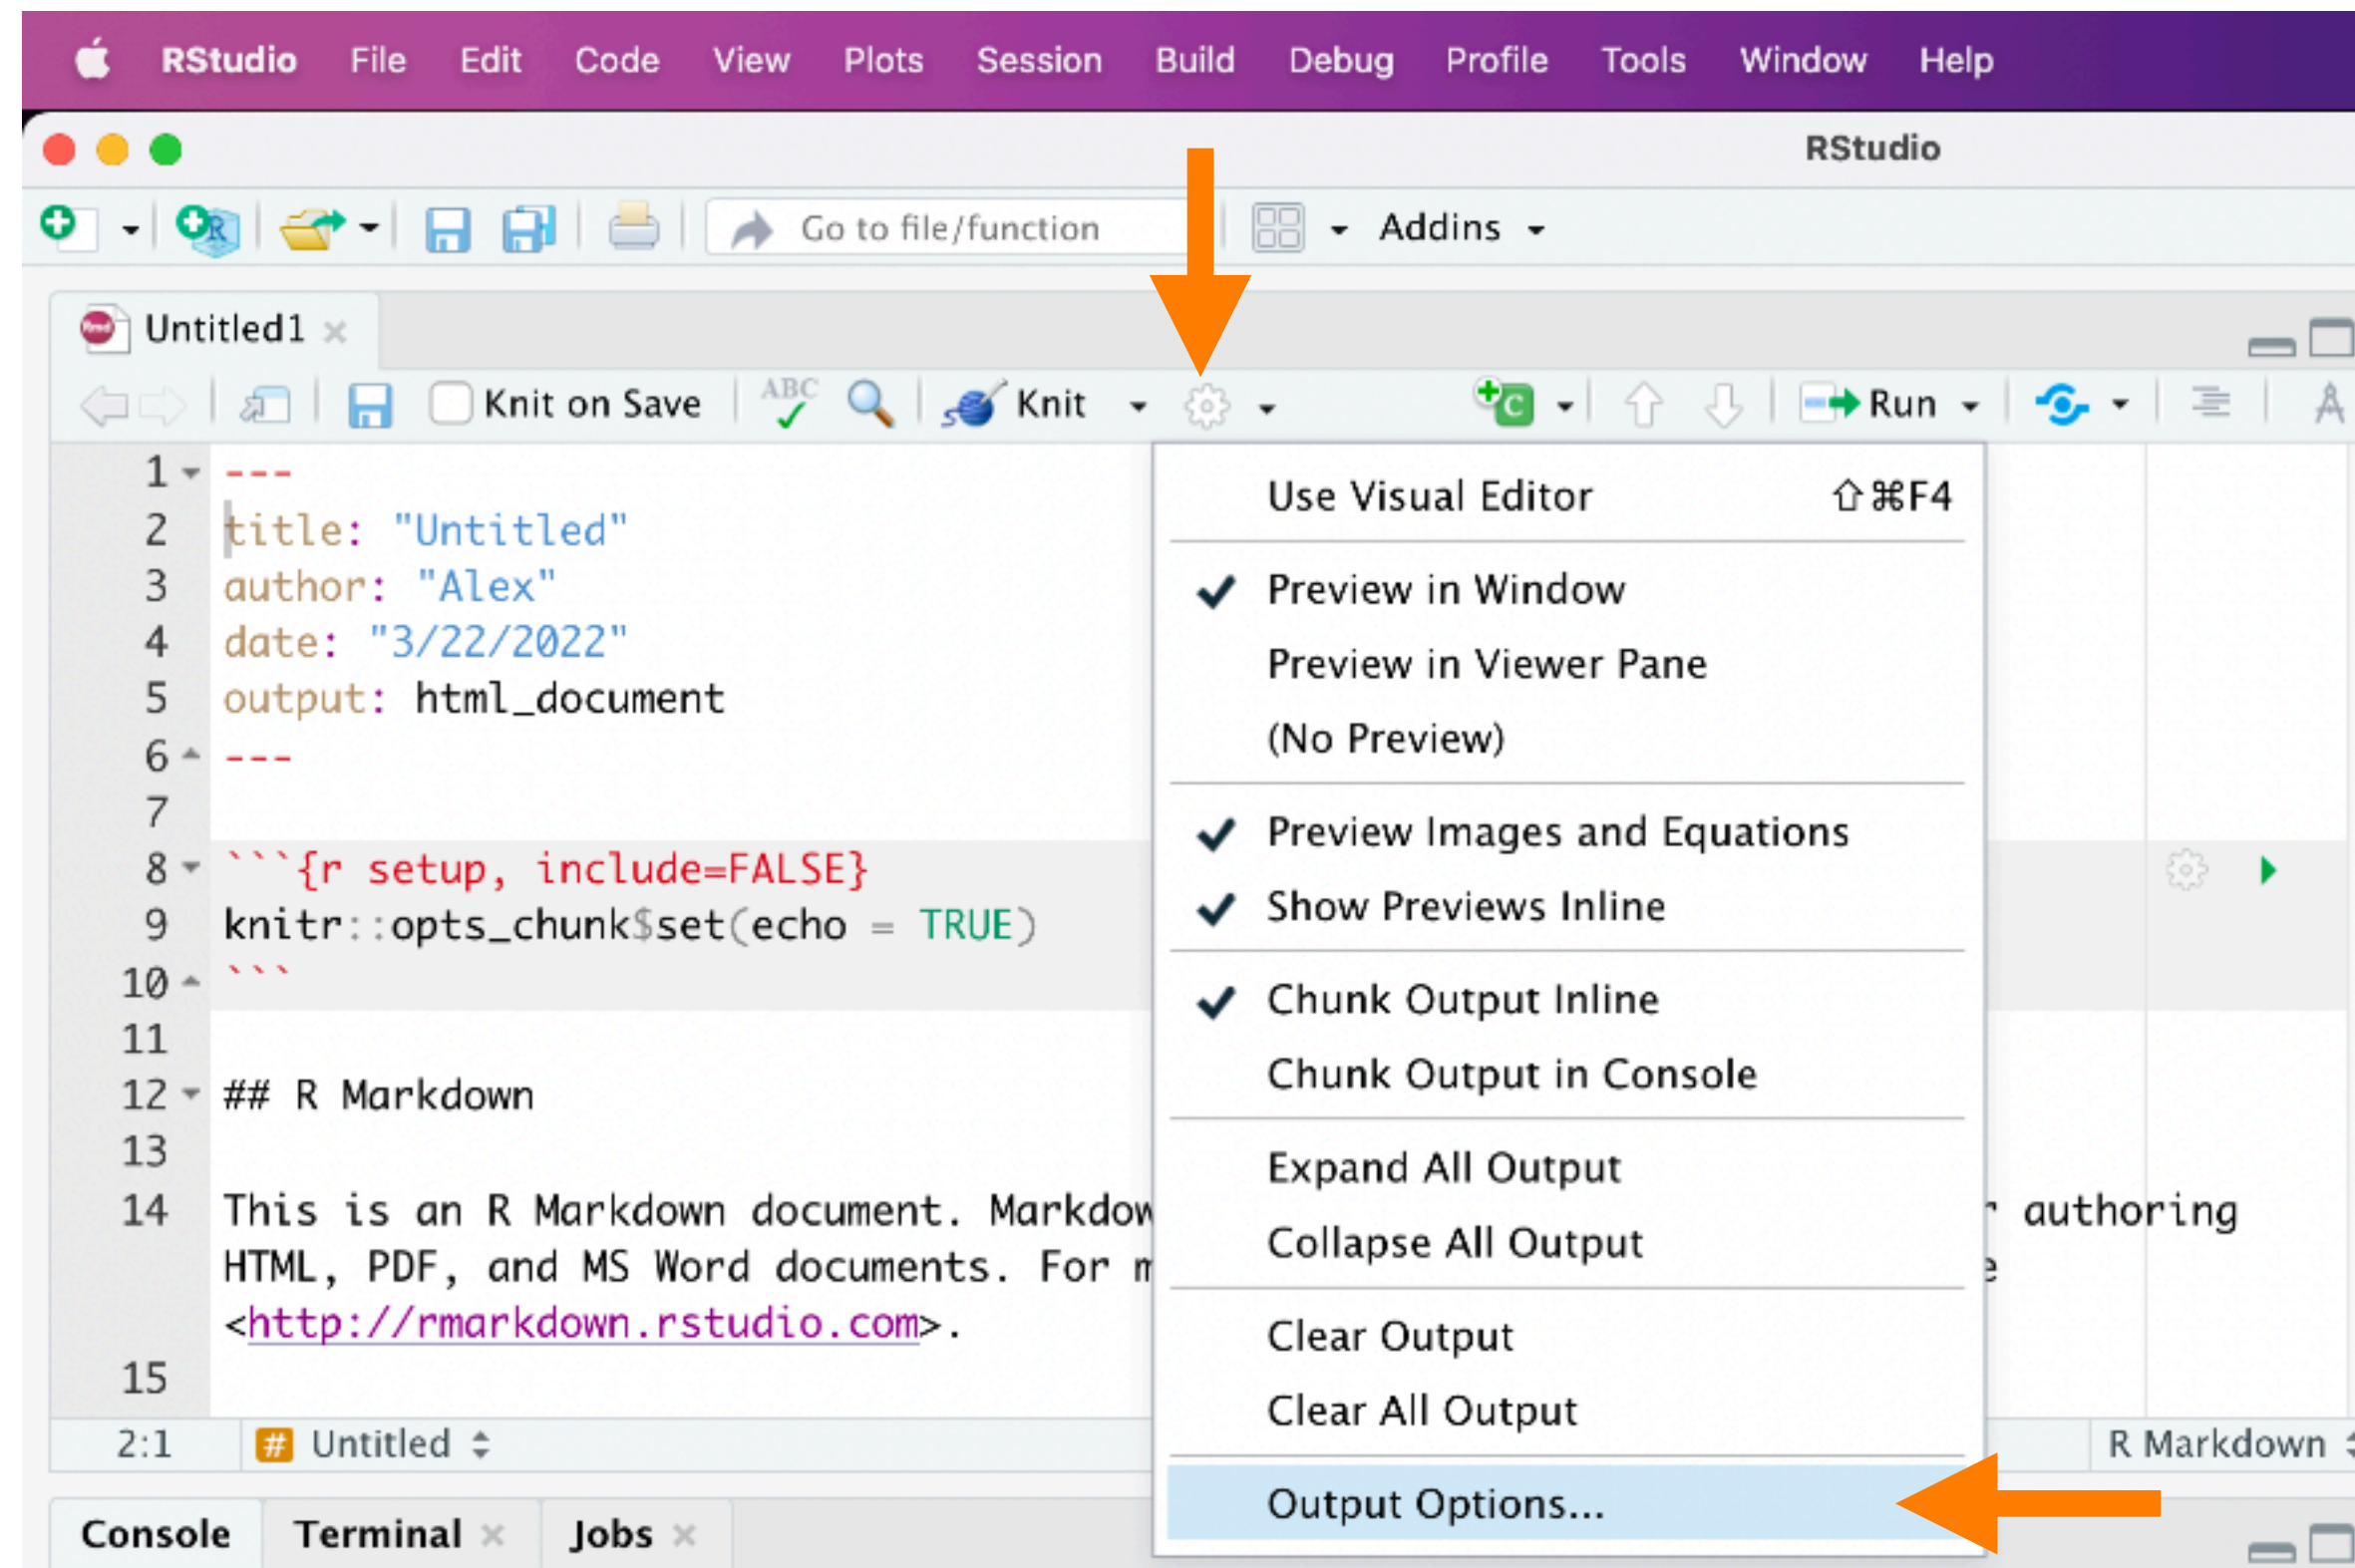 RStudio File Edit Code View Plots Session Build Debug Profile Tools Window Help
RStudio
Go to file/function Addins
Untitled1
Knit on Save ABC Knit Run
1 ---
2 title: "Untitled"
3 author: "Alex"
4 date: "3/22/2022"
5 output: html_document
6 ---
7
8 ```{r setup, include=FALSE}
9 knitr::opts_chunk$set(echo = TRUE)
10 ```
11
12 ## R Markdown
13
14 This is an R Markdown document. Markdow
r authoring
HTML, PDF, and MS Word documents. For m
e
<http://rmarkdown.rstudio.com>.
15
Use Visual Editor ⇧⌘F4
Preview in Window
Preview in Viewer Pane
(No Preview)
Preview Images and Equations
Show Previews Inline
Chunk Output Inline
Chunk Output in Console
Expand All Output
Collapse All Output
Clear Output
Clear All Output
Output Options...
2:1 # Untitled R Markdown
Console Terminal Jobs